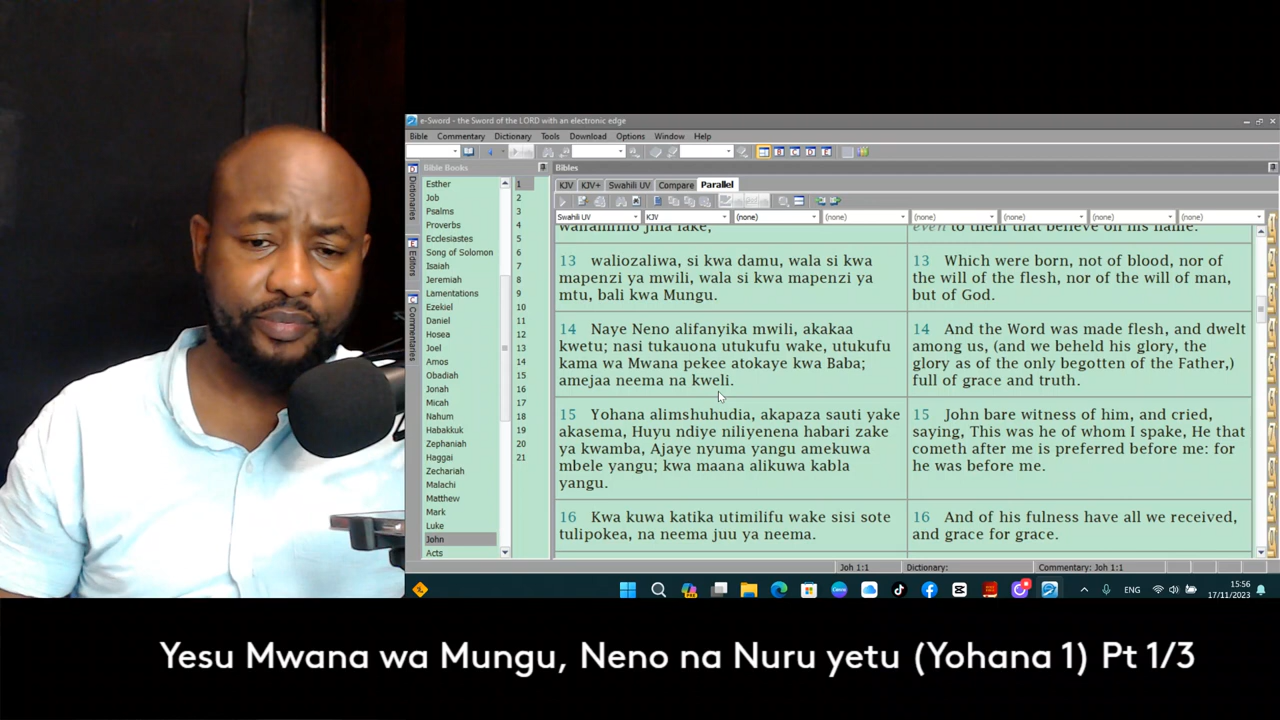 e-Sword - the Sword of the LORD with an electronic edge
Bible Commentary Dictionary Tools Download Options Window Help
Bible Books
Bibles
KJV KJV+ Swahili UV Compare Parallel
Swahili UV KJV (none) (none) (none) (none) (none) (none)
Dictionaries
Editors
Commentaries
Esther
Job
Psalms
Proverbs
Ecclesiastes
Song of Solomon
Isaiah
Jeremiah
Lamentations
Ezekiel
Daniel
Hosea
Joel
Amos
Obadiah
Jonah
Micah
Nahum
Habakkuk
Zephaniah
Haggai
Zechariah
Malachi
Matthew
Mark
Luke
John
Acts
1
2
3
4
5
6
7
8
9
10
11
12
13
14
15
16
17
18
19
20
21
13 waliozaliwa, si kwa damu, wala si kwa
mapenzi ya mwili, wala si kwa mapenzi ya
mtu, bali kwa Mungu.
14 Naye Neno alifanyika mwili, akakaa
kwetu; nasi tukauona utukufu wake, utukufu
kama wa Mwana pekee atokaye kwa Baba;
amejaa neema na kweli.
15 Yohana alimshuhudia, akapaza sauti yake
akasema, Huyu ndiye niliyenena habari zake
ya kwamba, Ajaye nyuma yangu amekuwa
mbele yangu; kwa maana alikuwa kabla
yangu.
16 Kwa kuwa katika utimilifu wake sisi sote
tulipokea, na neema juu ya neema.
even to them that believe on his name:
13 Which were born, not of blood, nor of
the will of the flesh, nor of the will of man,
but of God.
14 And the Word was made flesh, and dwelt
among us, (and we beheld his glory, the
glory as of the only begotten of the Father,)
full of grace and truth.
15 John bare witness of him, and cried,
saying, This was he of whom I spake, He that
cometh after me is preferred before me: for
he was before me.
16 And of his fulness have all we received,
and grace for grace.
Joh 1:1 Dictionary: Commentary: Joh 1:1
ENG 15:56
17/11/2023
Yesu Mwana wa Mungu, Neno na Nuru yetu (Yohana 1) Pt 1/3